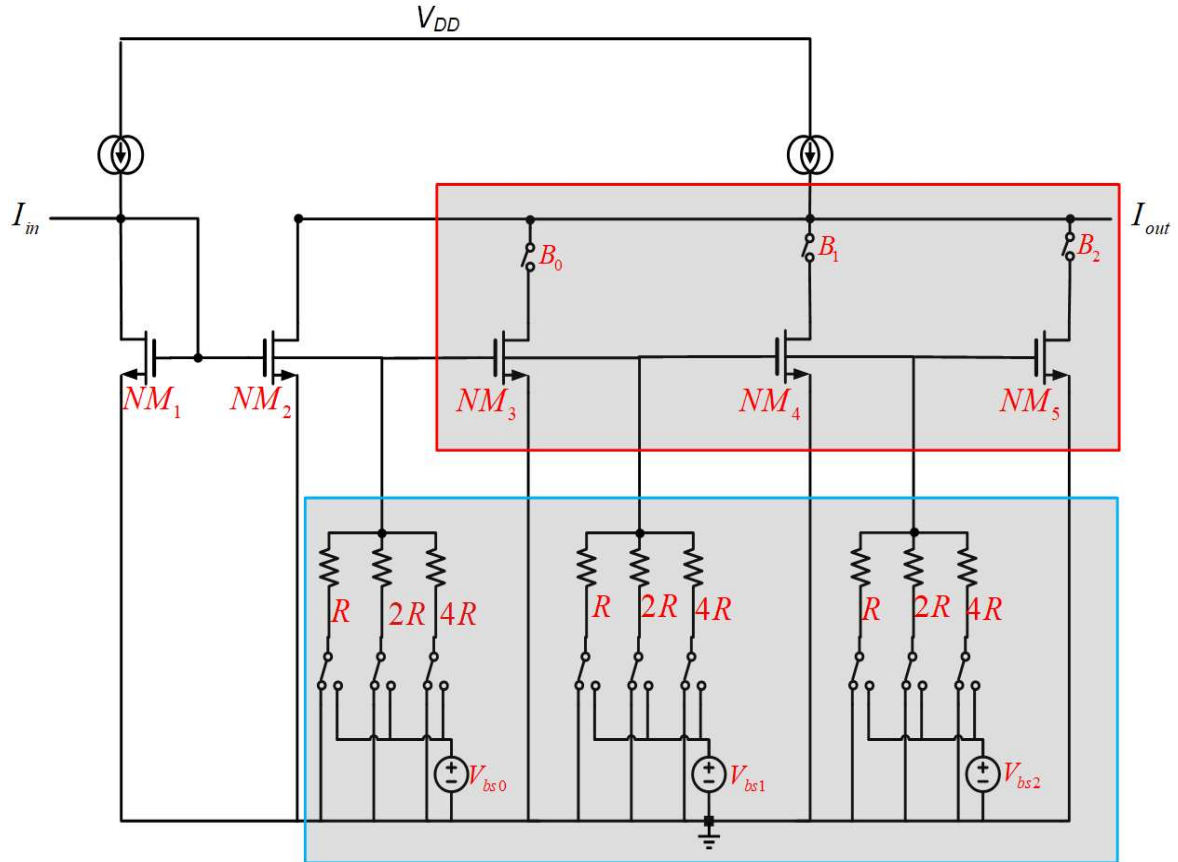 V_DD
I_in
I_out
B_0
B_1
B_2
NM_1
NM_2
NM_3
NM_4
NM_5
R
2R
4R
R
2R
4R
R
2R
4R
V_bs0
V_bs1
V_bs2